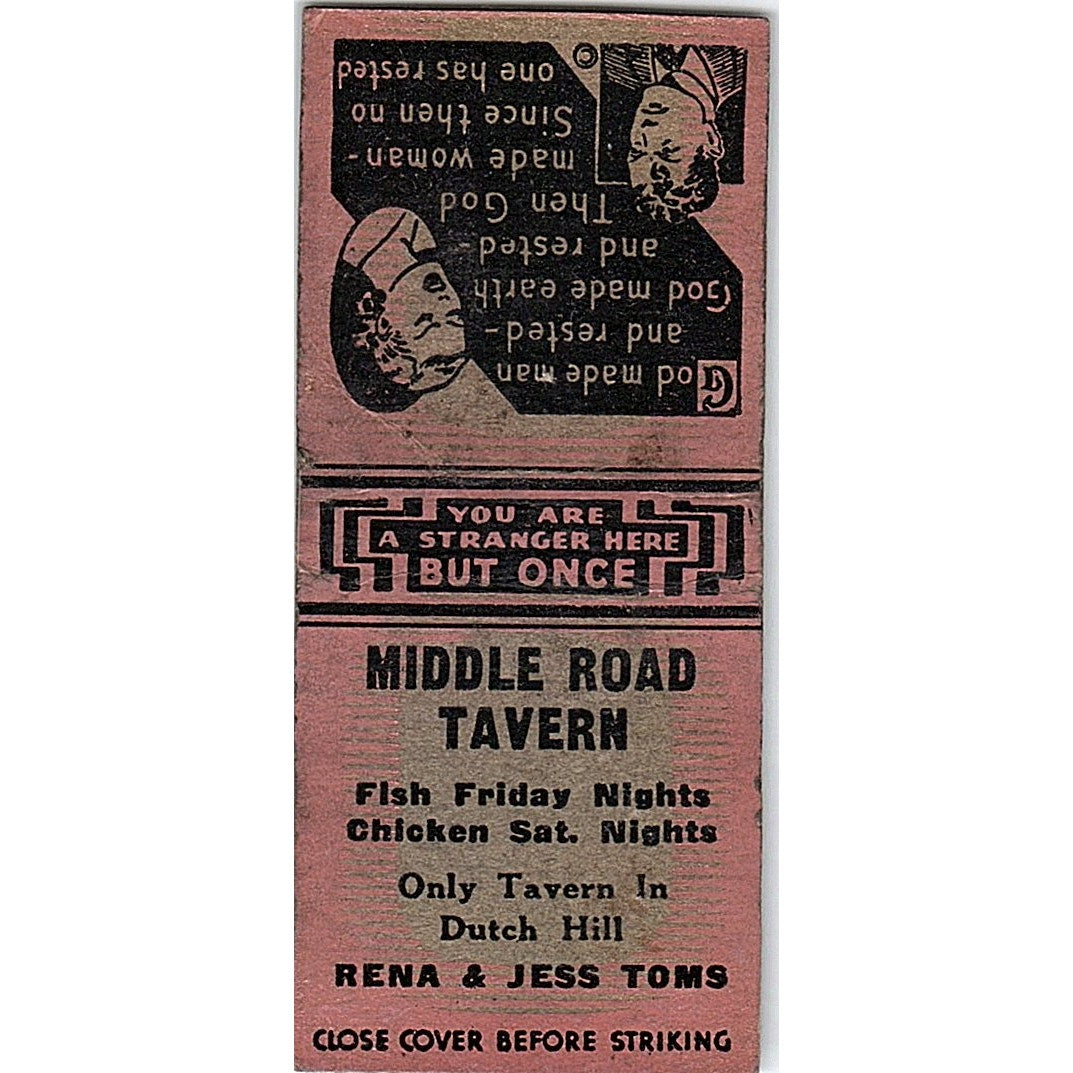 God made man
and rested-
God made earth
and rested-
Then God
made woman-
Since then no
one has rested
©
YOU ARE
A STRANGER HERE
BUT ONCE
MIDDLE ROAD
TAVERN
Fish Friday Nights
Chicken Sat. Nights
Only Tavern In
Dutch Hill
RENA & JESS TOMS
CLOSE COVER BEFORE STRIKING